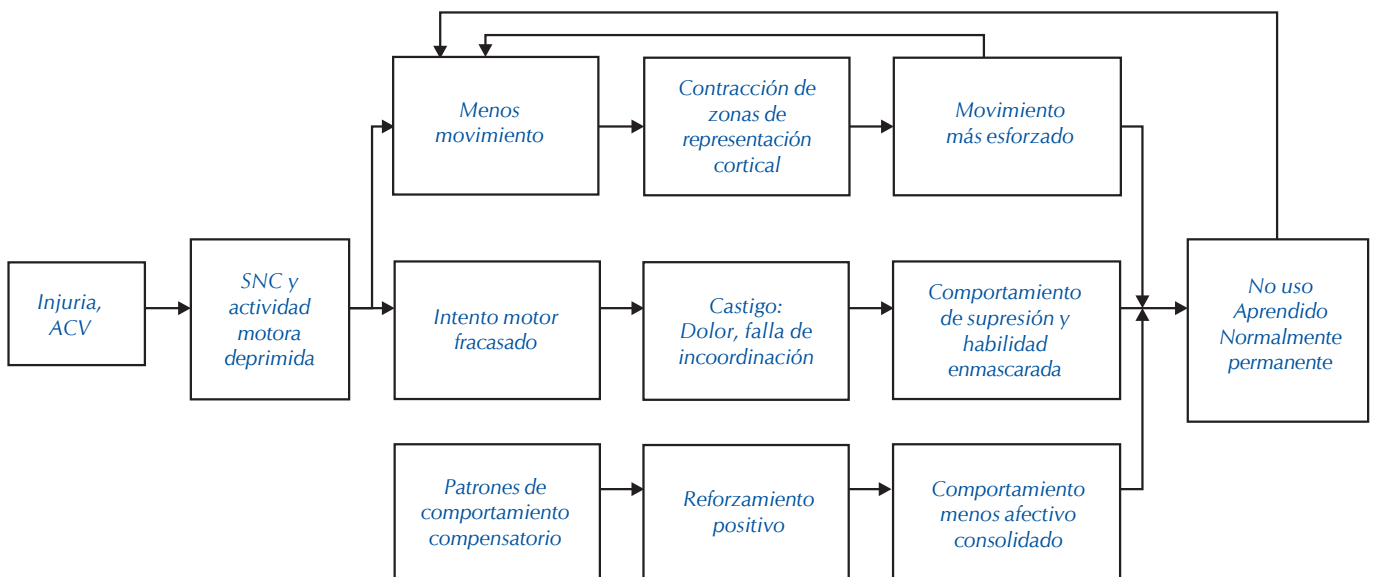 Menos
movimiento
Contracción de
zonas de
representación
cortical
Movimiento
más esforzado
Injuria,
ACV
SNC y
actividad
motora
deprimida
Intento motor
fracasado
Castigo:
Dolor, falla de
incoordinación
Comportamiento
de supresión y
habilidad
enmascarada
No uso
Aprendido
Normalmente
permanente
Patrones de
comportamiento
compensatorio
Reforzamiento
positivo
Comportamiento
menos afectivo
consolidado